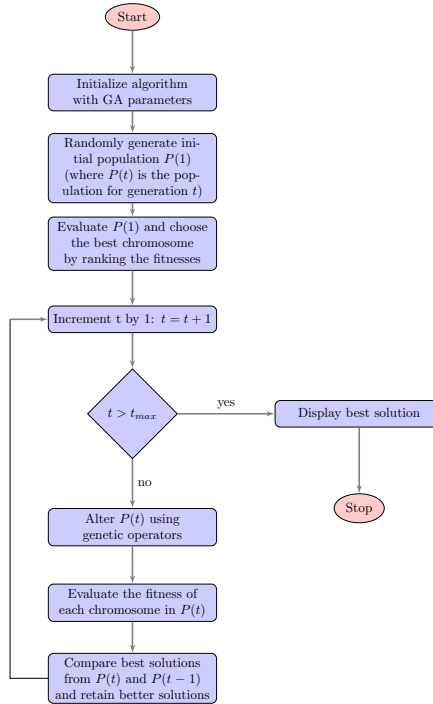 Start
Initialize algorithm
with GA parameters
Randomly generate ini-
tial population P(1)
(where P(t) is the pop-
ulation for generation t)
Evaluate P(1) and choose
the best chromosome
by ranking the fitnesses
Increment t by 1: t = t + 1
t > t_{max}
yes
Display best solution
no
Stop
Alter P(t) using
genetic operators
Evaluate the fitness of
each chromosome in P(t)
Compare best solutions
from P(t) and P(t − 1)
and retain better solutions